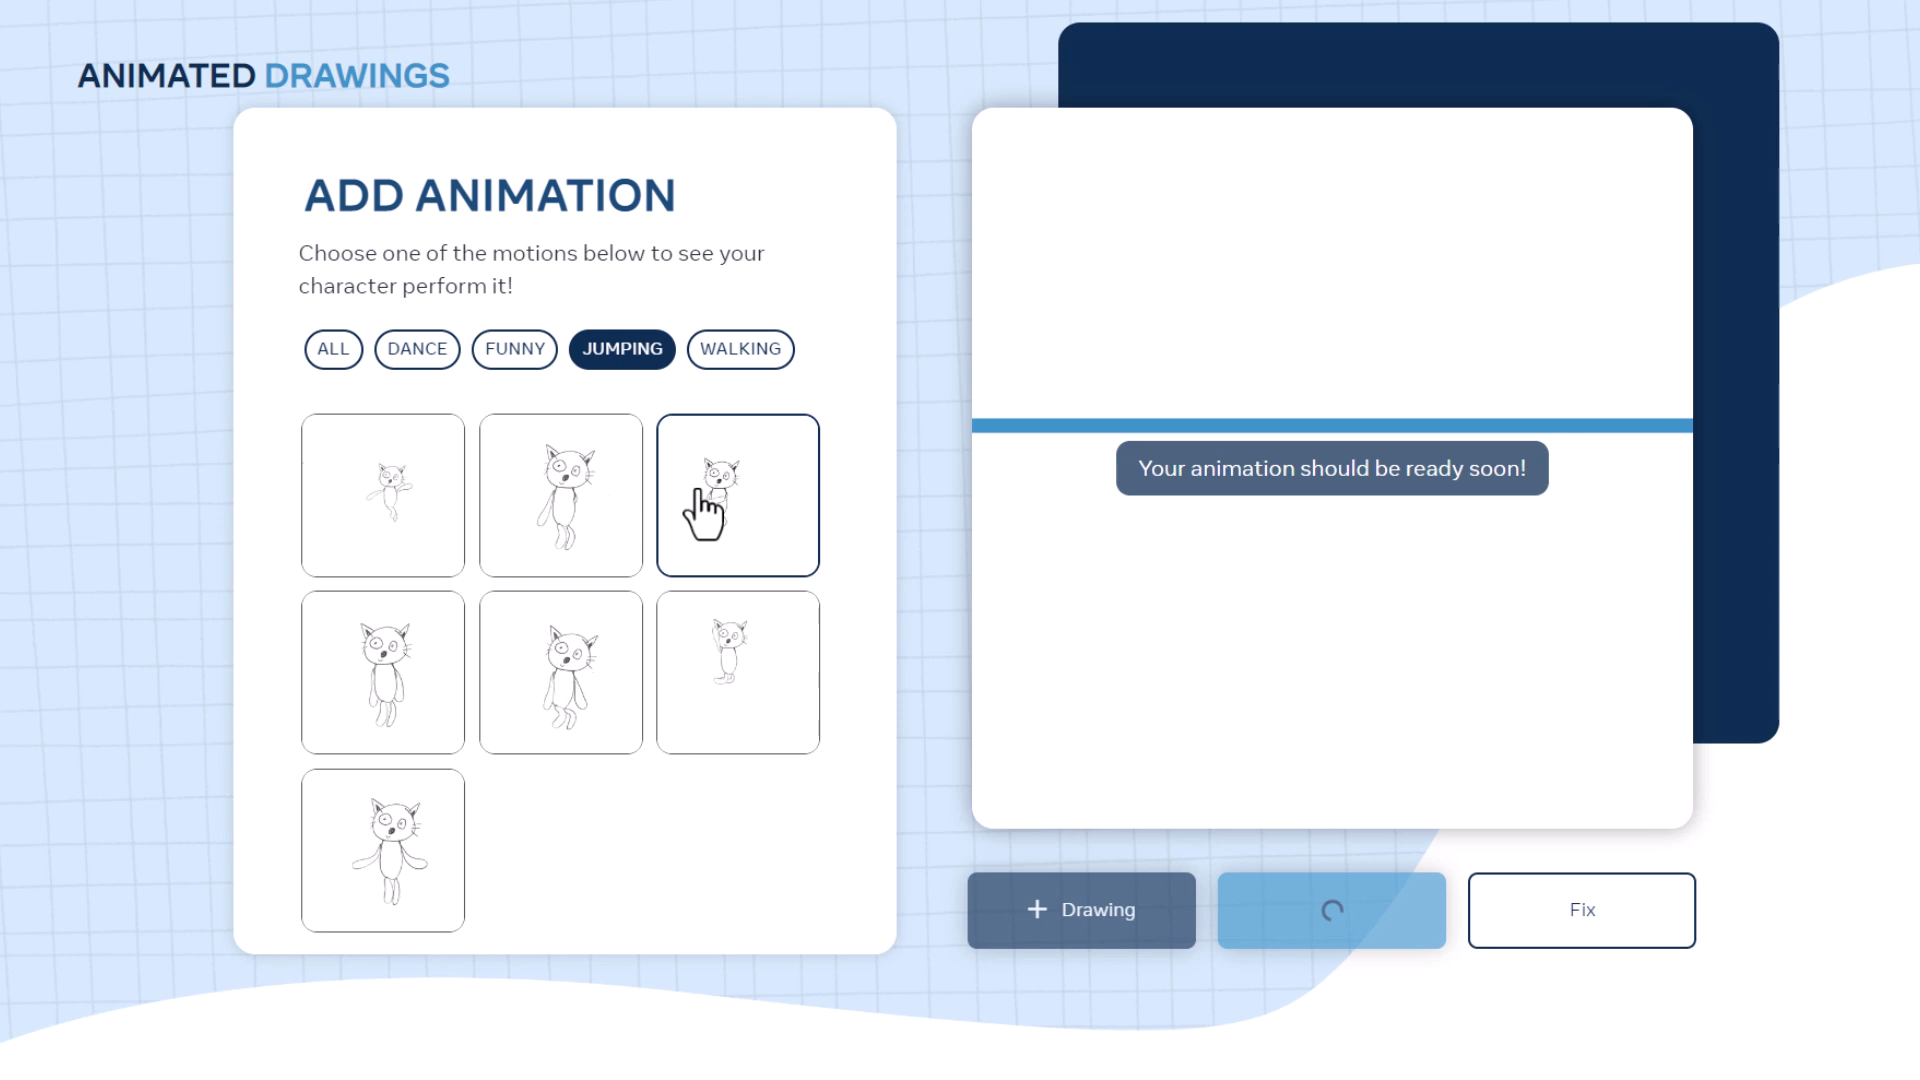 ANIMATED DRAWINGS
ADD ANIMATION
Choose one of the motions below to see your
character perform it!
ALL DANCE FUNNY JUMPING WALKING
Your animation should be ready soon!
+ Drawing
Fix